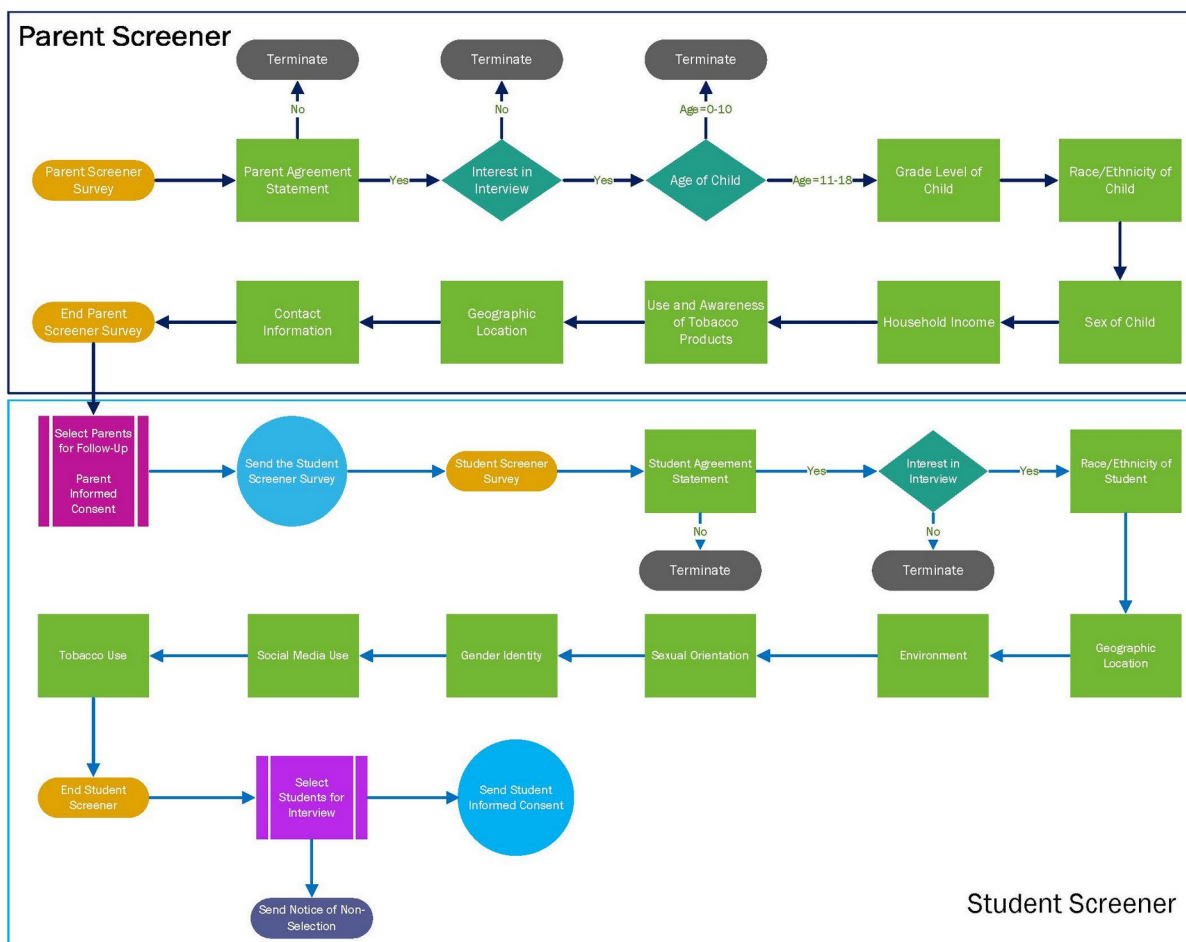 Parent Screener
Terminate
Terminate
Terminate
No
No
Age=0-10
Parent Screener
Survey
Parent Agreement
Statement
Yes
Interest in
Interview
Yes
Age of Child
Age=11-18
Grade Level of
Child
Race/Ethnicity of
Child
End Parent
Screener Survey
Contact
Information
Geographic
Location
Use and Awareness
of Tobacco
Products
Household Income
Sex of Child
Select Parents
for Follow-Up
Parent
Informed
Consent
Send the Student
Screener Survey
Student Screener
Survey
Student Agreement
Statement
Yes
Interest in
Interview
Yes
Race/Ethnicity of
Student
No
No
Terminate
Terminate
Tobacco Use
Social Media Use
Gender Identity
Sexual Orientation
Environment
Geographic
Location
End Student
Screener
Select
Students for
Interview
Send Student
Informed Consent
Send Notice of Non-
Selection
Student Screener